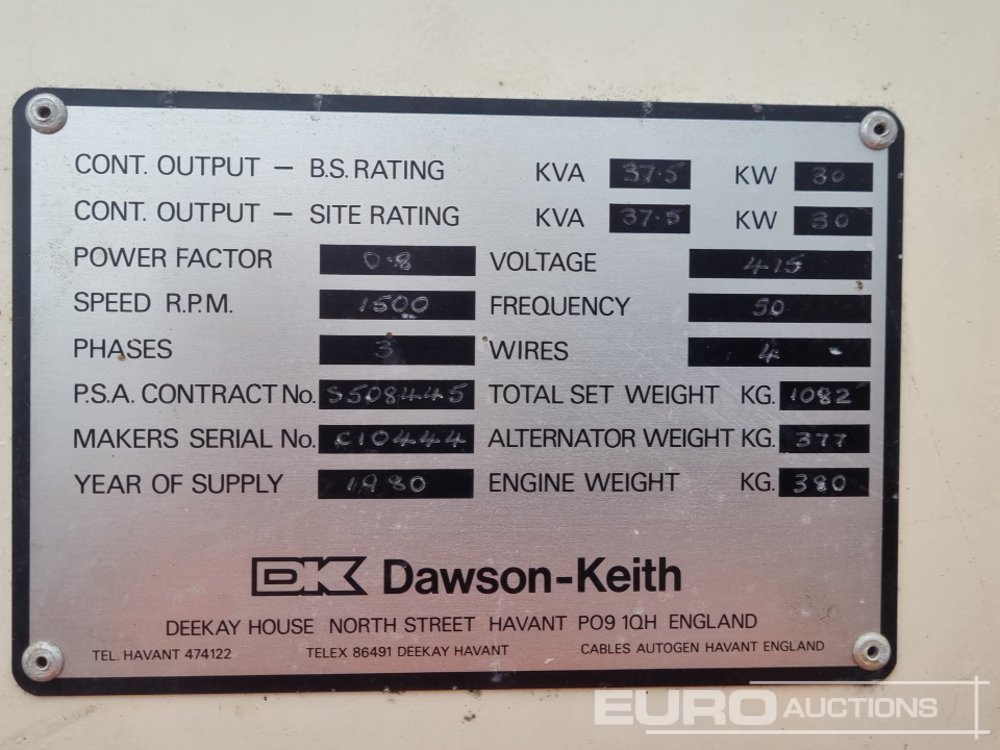 CONT. OUTPUT — B.S. RATING KVA 37.5 KW 30
CONT. OUTPUT — SITE RATING KVA 37.5 KW 30
POWER FACTOR 0.8 VOLTAGE 415
SPEED R.P.M. 1500 FREQUENCY 50
PHASES 3 WIRES 4
P.S.A. CONTRACT No. S508445 TOTAL SET WEIGHT KG. 1082
MAKERS SERIAL No. C10444 ALTERNATOR WEIGHT KG. 377
YEAR OF SUPPLY 1980 ENGINE WEIGHT KG. 380
DK Dawson-Keith
DEEKAY HOUSE NORTH STREET HAVANT PO9 1QH ENGLAND
TEL. HAVANT 474122 TELEX 86491 DEEKAY HAVANT CABLES AUTOGEN HAVANT ENGLAND
EURO AUCTIONS